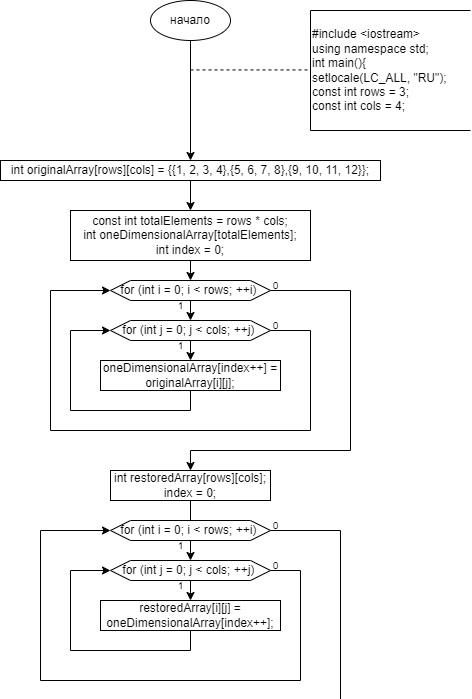 начало
#include <iostream>
using namespace std;
int main(){
setlocale(LC_ALL, "RU");
const int rows = 3;
const int cols = 4;
int originalArray[rows][cols] = {{1, 2, 3, 4},{5, 6, 7, 8},{9, 10, 11, 12}};
const int totalElements = rows * cols;
int oneDimensionalArray[totalElements];
int index = 0;
for (int i = 0; i < rows; ++i)
0
1
for (int j = 0; j < cols; ++j)
0
1
oneDimensionalArray[index++] =
originalArray[i][j];
int restoredArray[rows][cols];
index = 0;
for (int i = 0; i < rows; ++i)
0
1
for (int j = 0; j < cols; ++j)
0
1
restoredArray[i][j] =
oneDimensionalArray[index++];